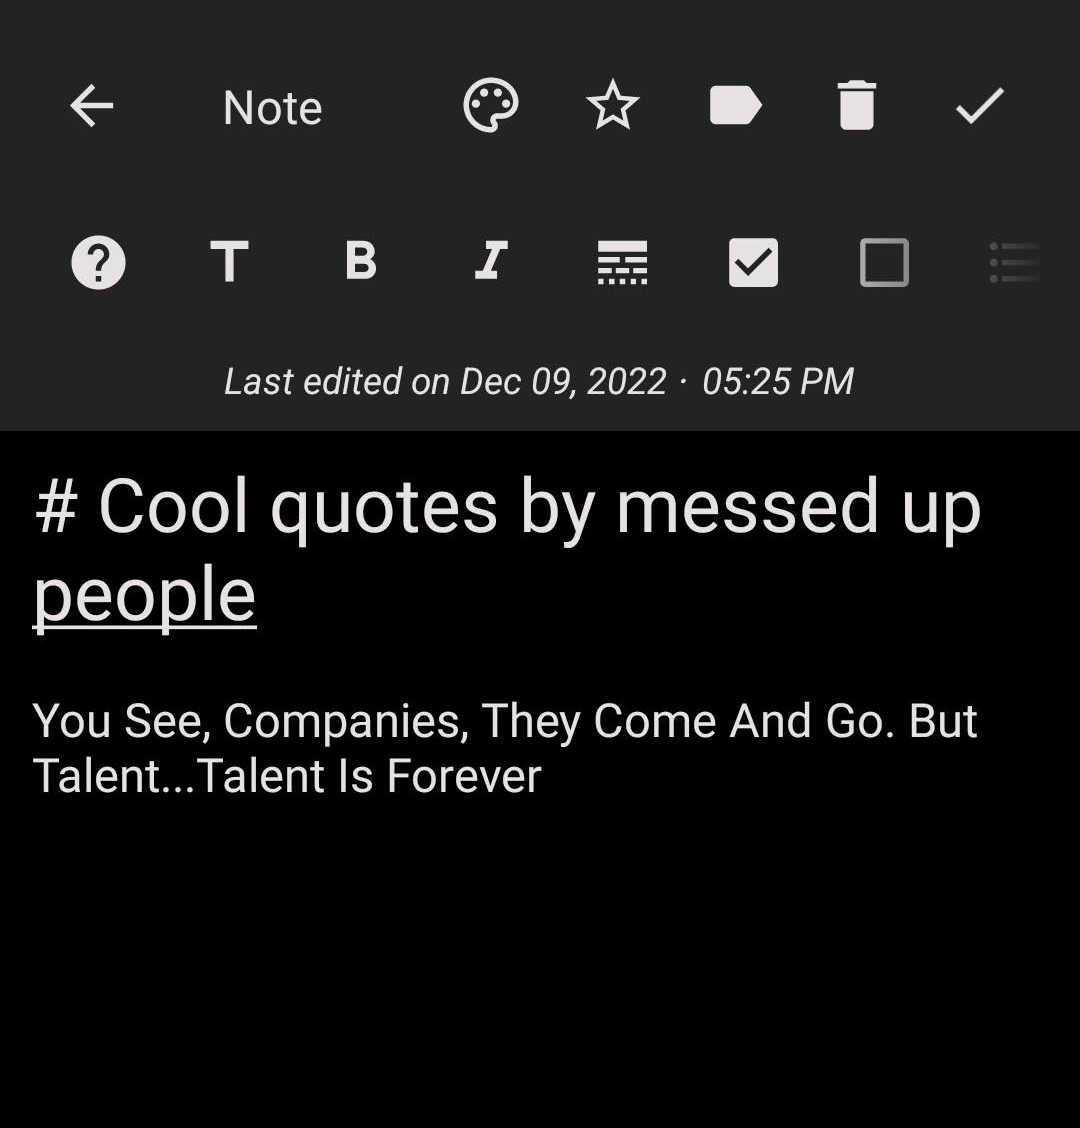 Note
T B I
Last edited on Dec 09, 2022 · 05:25 PM
# Cool quotes by messed up
people
You See, Companies, They Come And Go. But
Talent...Talent Is Forever